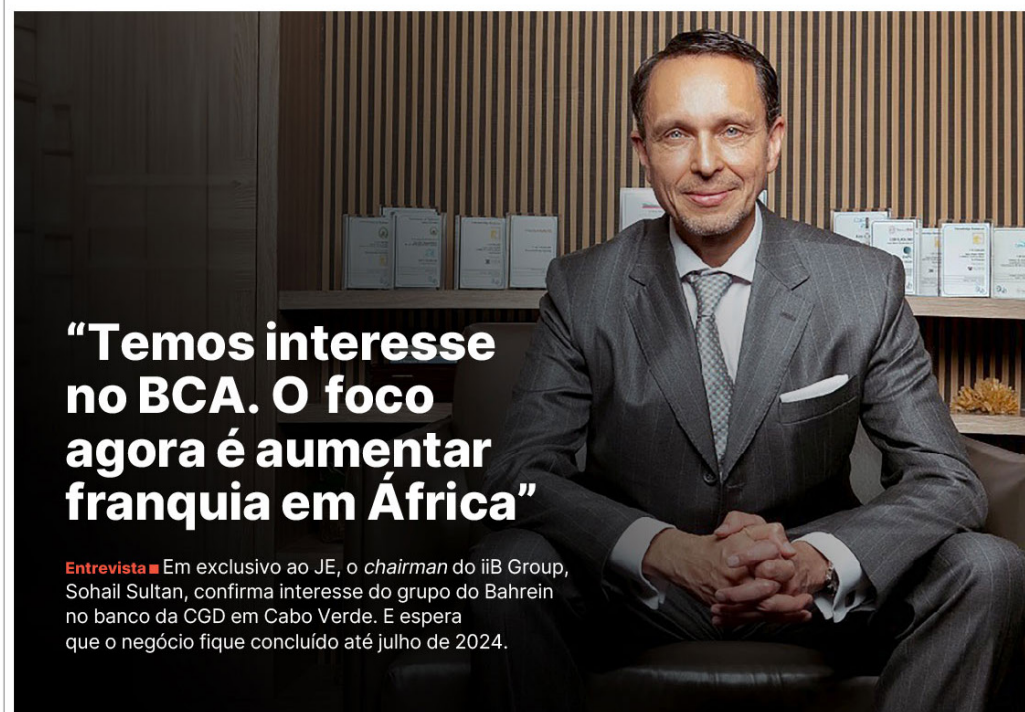 “Temos interesse
no BCA. O foco
agora é aumentar
franquia em África”
Entrevista ■ Em exclusivo ao JE, o chairman do iiB Group,
Sohail Sultan, confirma interesse do grupo do Bahrein
no banco da CGD em Cabo Verde. E espera
que o negócio fique concluído até julho de 2024.